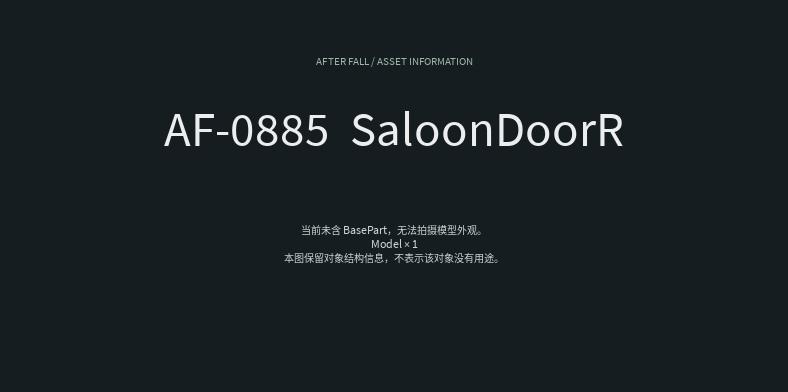 AFTER FALL / ASSET INFORMATION
AF-0885 SaloonDoorR
当前未含 BasePart，无法拍摄模型外观。
Model × 1
本图保留对象结构信息，不表示该对象没有用途。